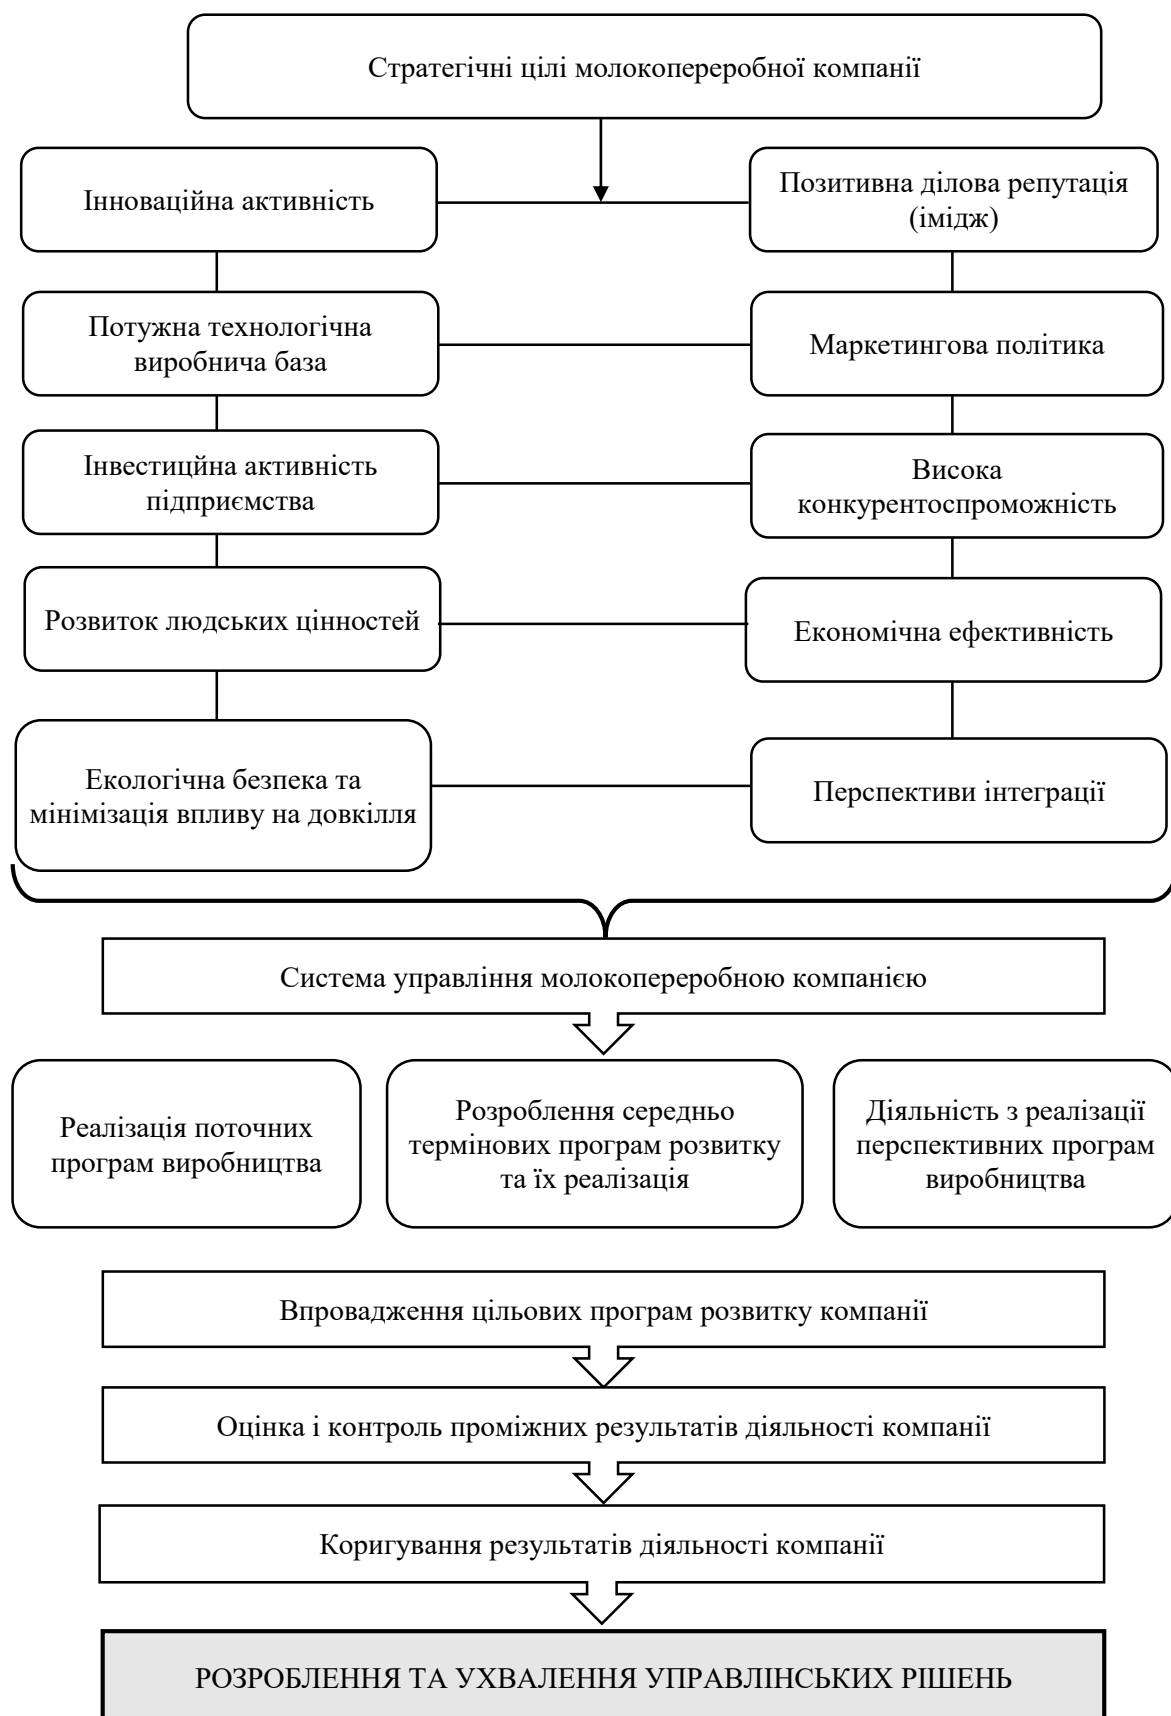 Стратегічні цілі молокопереробної компанії
Інноваційна активність
Позитивна ділова репутація
(імідж)
Потужна технологічна
виробнича база
Маркетингова політика
Інвестиційна активність
підприємства
Висока
конкурентоспроможність
Розвиток людських цінностей
Економічна ефективність
Екологічна безпека та
мінімізація впливу на довкілля
Перспективи інтеграції
Система управління молокопереробною компанією
Реалізація поточних
програм виробництва
Розроблення середньо
термінових програм розвитку
та їх реалізація
Діяльність з реалізації
перспективних програм
виробництва
Впровадження цільових програм розвитку компанії
Оцінка і контроль проміжних результатів діяльності компанії
Коригування результатів діяльності компанії
РОЗРОБЛЕННЯ ТА УХВАЛЕННЯ УПРАВЛІНСЬКИХ РІШЕНЬ